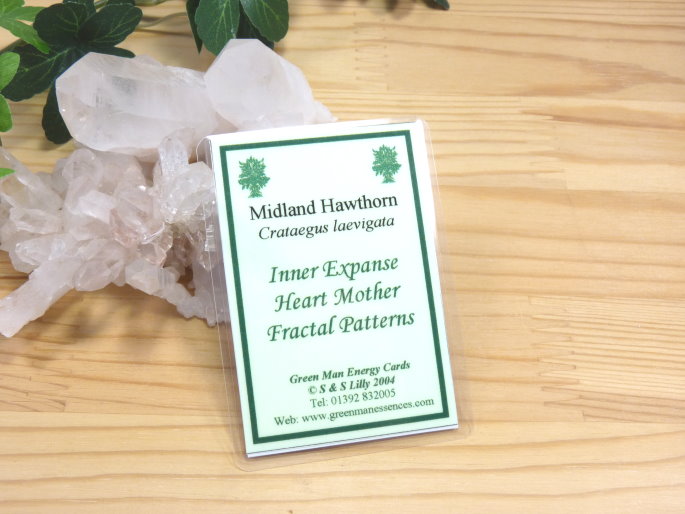 Midland Hawthorn
Crataegus laevigata
Inner Expanse
Heart Mother
Fractal Patterns
Green Man Energy Cards
© S & S Lilly 2004
Tel: 01392 832005
Web: www.greenmanessences.com